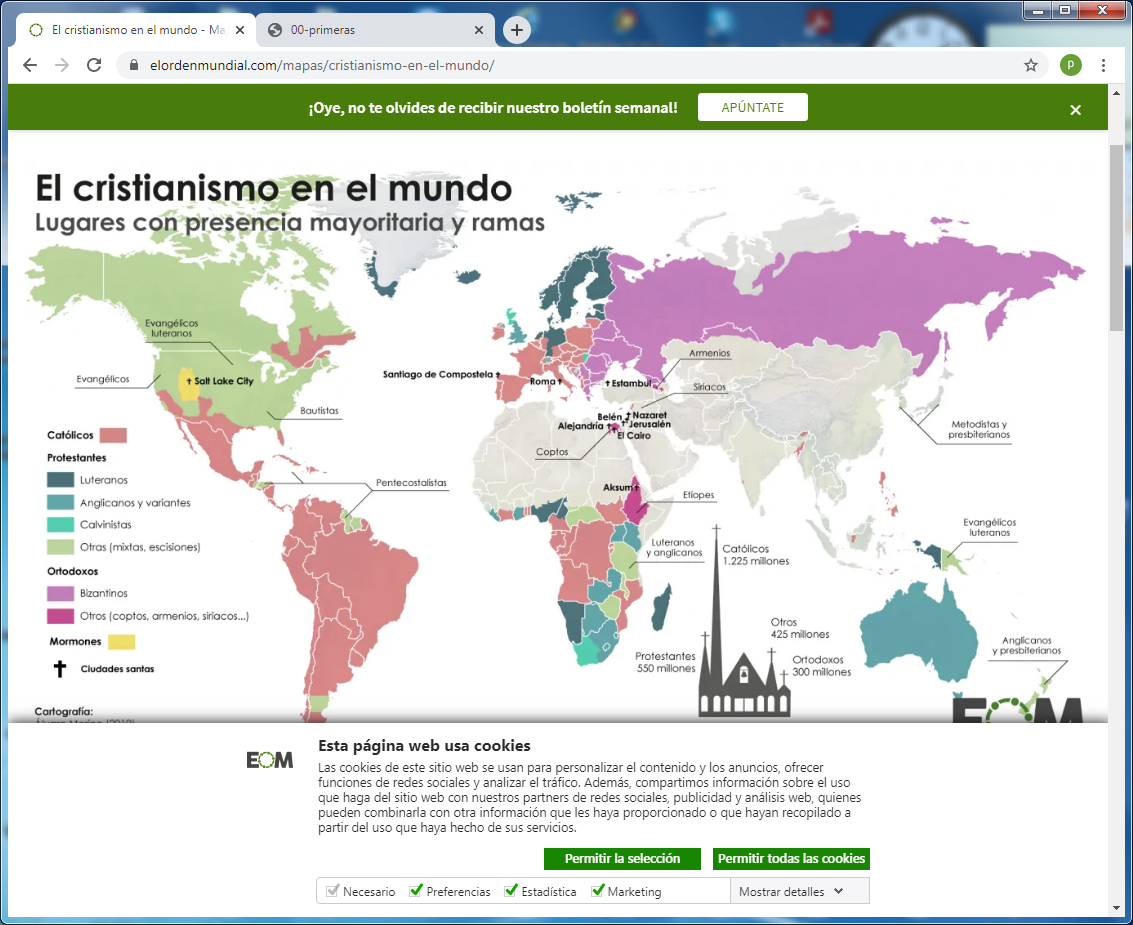 El cristianismo en el mundo - Ma
00-primeras
elordenmundial.com/mapas/cristianismo-en-el-mundo/
P
¡Oye, no te olvides de recibir nuestro boletín semanal!
APÚNTATE
El cristianismo en el mundo
Lugares con presencia mayoritaria y ramas
Evangélicos
luteranos
Evangélicos
Salt Lake City
Bautistas
Santiago de Compostela
Roma
Estambul
Armenios
Siríacos
Belén
Nazaret
Alejandría
Jerusalén
El Cairo
Coptos
Metodistas y
presbiterianos
Católicos
Protestantes
Luteranos
Anglicanos y variantes
Calvinistas
Otras (mixtas, escisiones)
Ortodoxos
Bizantinos
Otros (coptos, armenios, siríacos...)
Mormones
Ciudades santas
Pentecostalistas
Aksum
Etíopes
Luteranos
y anglicanos
Evangélicos
luteranos
Católicos
1.225 millones
Otros
425 millones
Protestantes
550 millones
Ortodoxos
300 millones
Anglicanos
y presbiterianos
Cartografía:
EOM
EOM
Esta página web usa cookies
Las cookies de este sitio web se usan para personalizar el contenido y los anuncios, ofrecer
funciones de redes sociales y analizar el tráfico. Además, compartimos información sobre el uso
que haga del sitio web con nuestros partners de redes sociales, publicidad y análisis web, quienes
pueden combinarla con otra información que les haya proporcionado o que hayan recopilado a
partir del uso que haya hecho de sus servicios.
Permitir la selección
Permitir todas las cookies
Necesario
Preferencias
Estadística
Marketing
Mostrar detalles